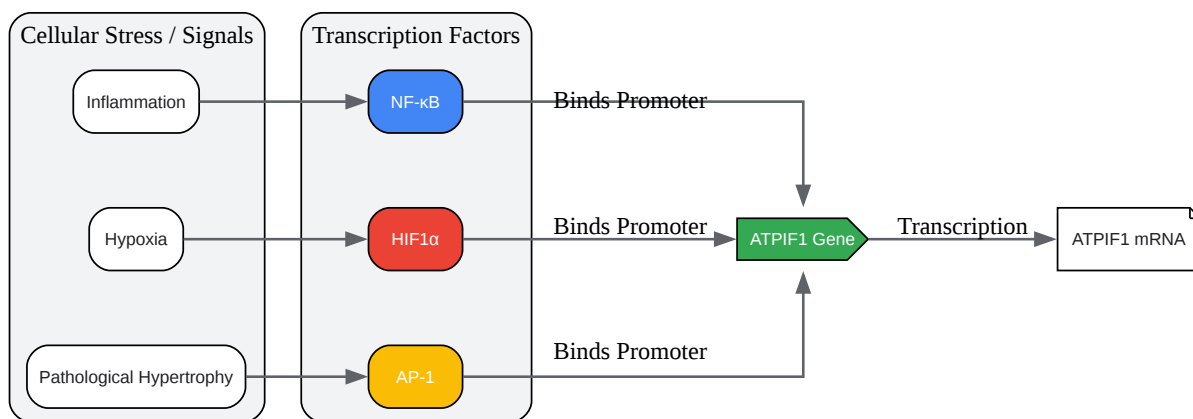 Cellular Stress / Signals
Transcription Factors
Inflammation
NF-κB
Binds Promoter
Hypoxia
HIF1α
Binds Promoter
ATPIF1 Gene
Transcription
ATPIF1 mRNA
Pathological Hypertrophy
AP-1
Binds Promoter